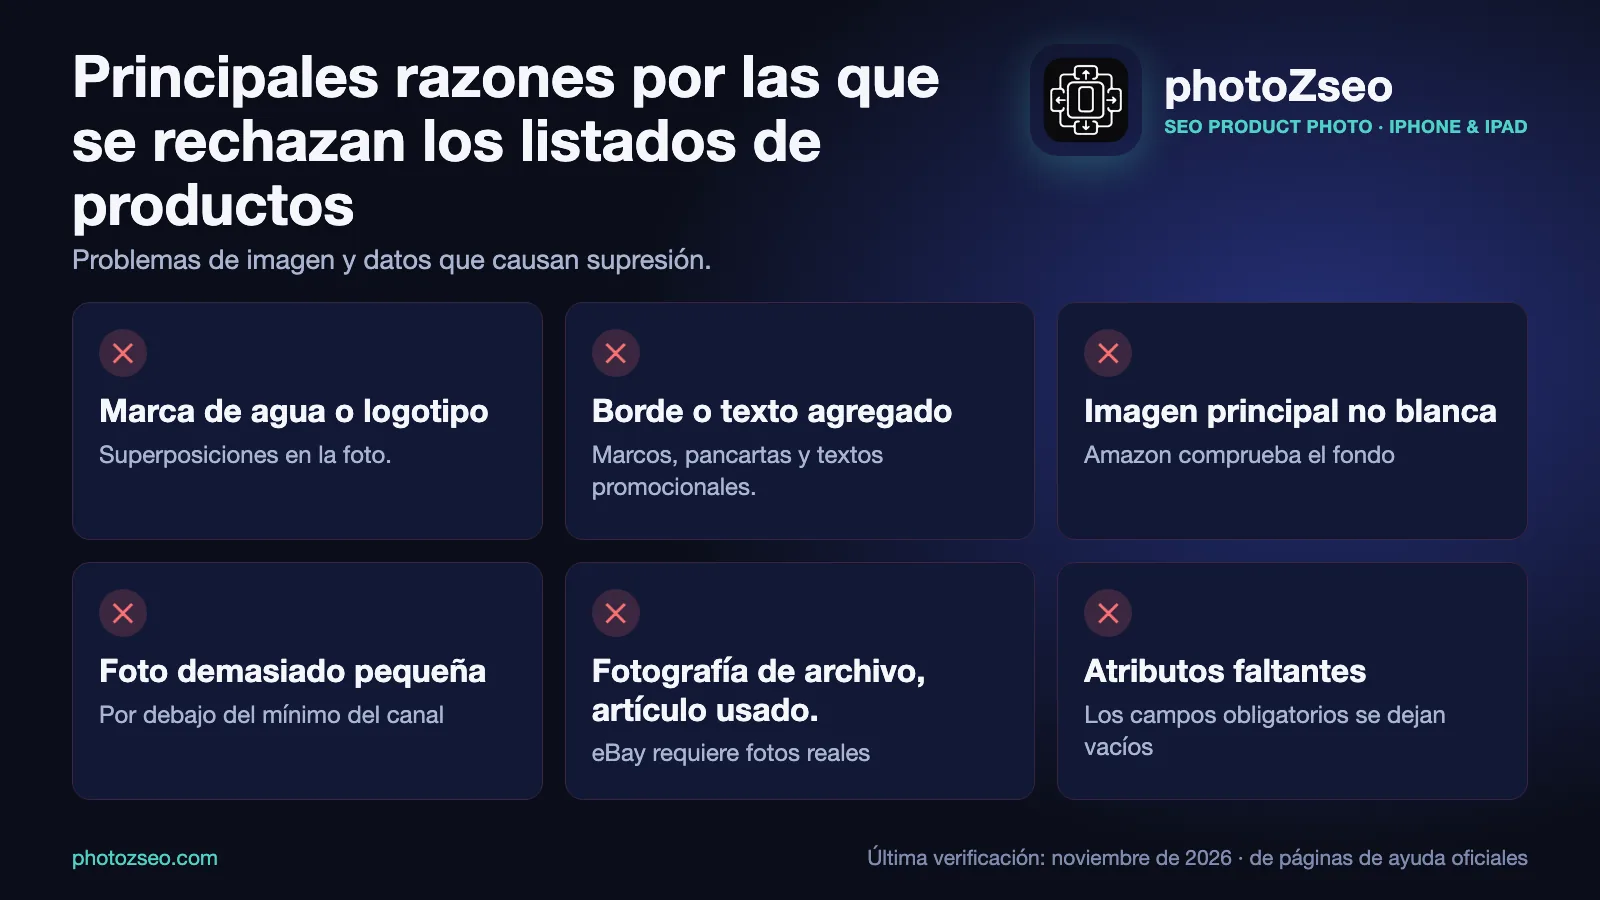 Principales razones por las que
se rechazan los listados de
productos
Problemas de imagen y datos que causan supresión.
photoZseo
SEO PRODUCT PHOTO · IPHONE & IPAD
Marca de agua o logotipo
Superposiciones en la foto.
Borde o texto agregado
Marcos, pancartas y textos
promocionales.
Imagen principal no blanca
Amazon comprueba el fondo
Foto demasiado pequeña
Por debajo del mínimo del canal
Fotografía de archivo,
artículo usado.
eBay requiere fotos reales
Atributos faltantes
Los campos obligatorios se dejan
vacíos
photozseo.com
Última verificación: noviembre de 2026 · de páginas de ayuda oficiales